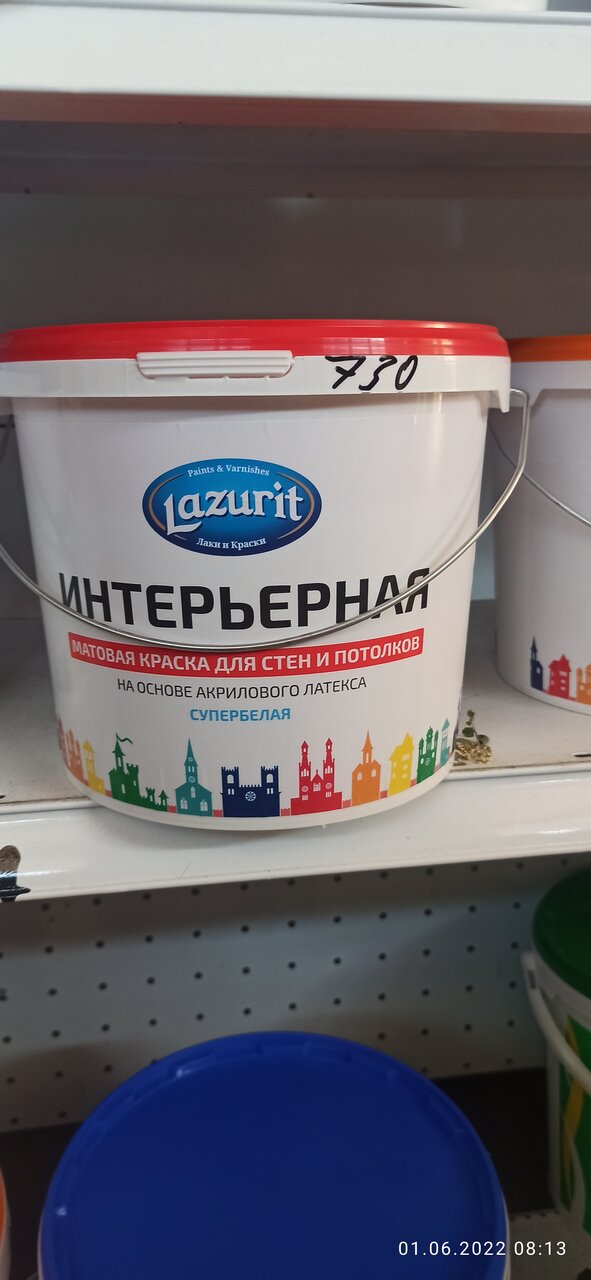 730
Paints & Varnishes
Lazurit
Лаки и Краски
ИНТЕРЬЕРНАЯ
МАТОВАЯ КРАСКА ДЛЯ СТЕН И ПОТОЛКОВ
НА ОСНОВЕ АКРИЛОВОГО ЛАТЕКСА
СУПЕРБЕЛАЯ
01.06.2022 08:13